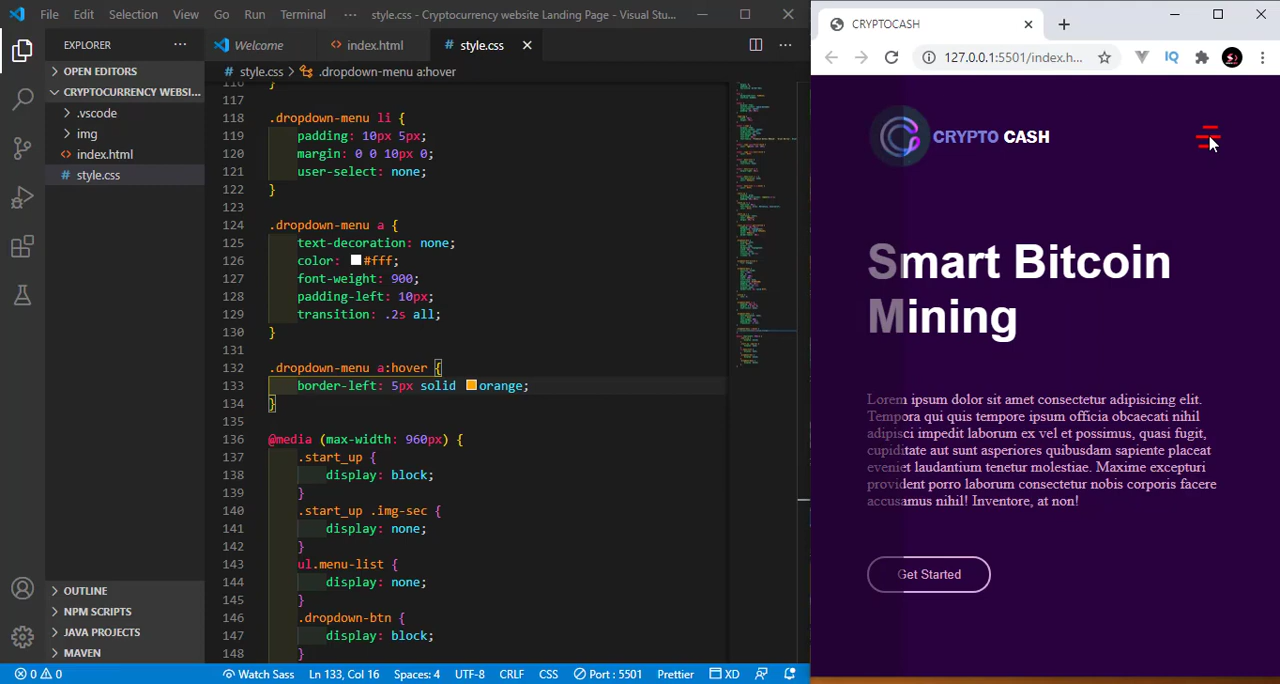 File Edit Selection View Go Run Terminal ··· style.css - Cryptocurrency website Landing Page - Visual Stu...
EXPLORER ···
OPEN EDITORS
CRYPTOCURRENCY WEBSI...
.vscode
img
index.html
# style.css
OUTLINE
NPM SCRIPTS
JAVA PROJECTS
MAVEN
Welcome <> index.html # style.css
# style.css > .dropdown-menu a:hover
116 }
117
118 .dropdown-menu li {
119 padding: 10px 5px;
120 margin: 0 0 10px 0;
121 user-select: none;
122 }
123
124 .dropdown-menu a {
125 text-decoration: none;
126 color: #fff;
127 font-weight: 900;
128 padding-left: 10px;
129 transition: .2s all;
130 }
131
132 .dropdown-menu a:hover {
133 border-left: 5px solid orange;
134 }
135
136 @media (max-width: 960px) {
137 .start_up {
138 display: block;
139 }
140 .start_up .img-sec {
141 display: none;
142 }
143 ul.menu-list {
144 display: none;
145 }
146 .dropdown-btn {
147 display: block;
148 }
0 0 Watch Sass Ln 133, Col 16 Spaces: 4 UTF-8 CRLF CSS Port : 5501 Prettier XD
CRYPTOCASH
127.0.0.1:5501/index.h...
IQ
CRYPTO CASH
Smart Bitcoin
Mining
Lorem ipsum dolor sit amet consectetur adipisicing elit.
Tempora qui quis tempore ipsum officia obcaecati nihil
adipisci impedit laborum ex vel et possimus, quasi fugit,
cupiditate aut sunt asperiores quibusdam sapiente placeat
eveniet laudantium tenetur molestiae. Maxime excepturi
provident porro laborum consectetur nobis corporis facere
accusamus nihil! Inventore, at non!
Get Started